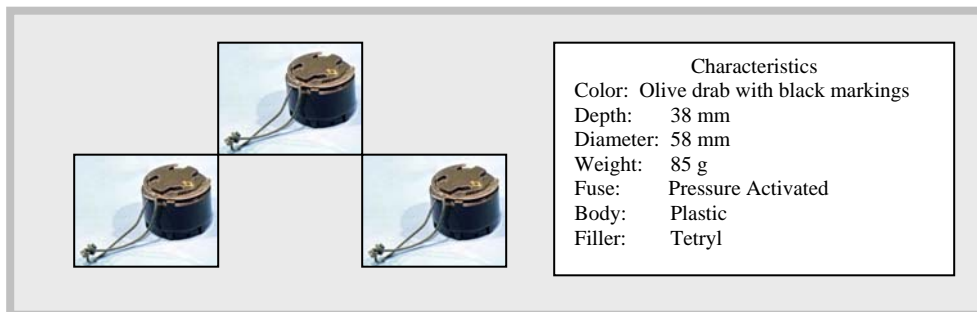 Characteristics
Color: Olive drab with black markings
Depth: 38 mm
Diameter: 58 mm
Weight: 85 g
Fuse: Pressure Activated
Body: Plastic
Filler: Tetryl